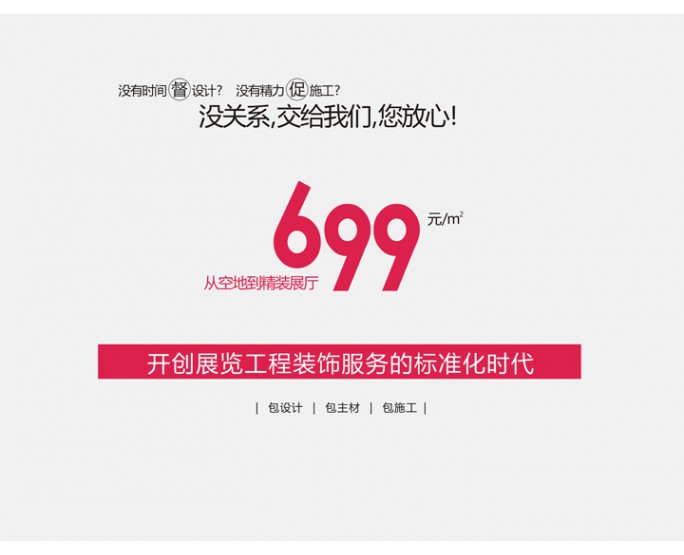 没有时间督设计? 没有精力促施工?
没关系,交给我们,您放心!
699元/m²
从空地到精装展厅
开创展览工程装饰服务的标准化时代
| 包设计 | 包主材 | 包施工 |